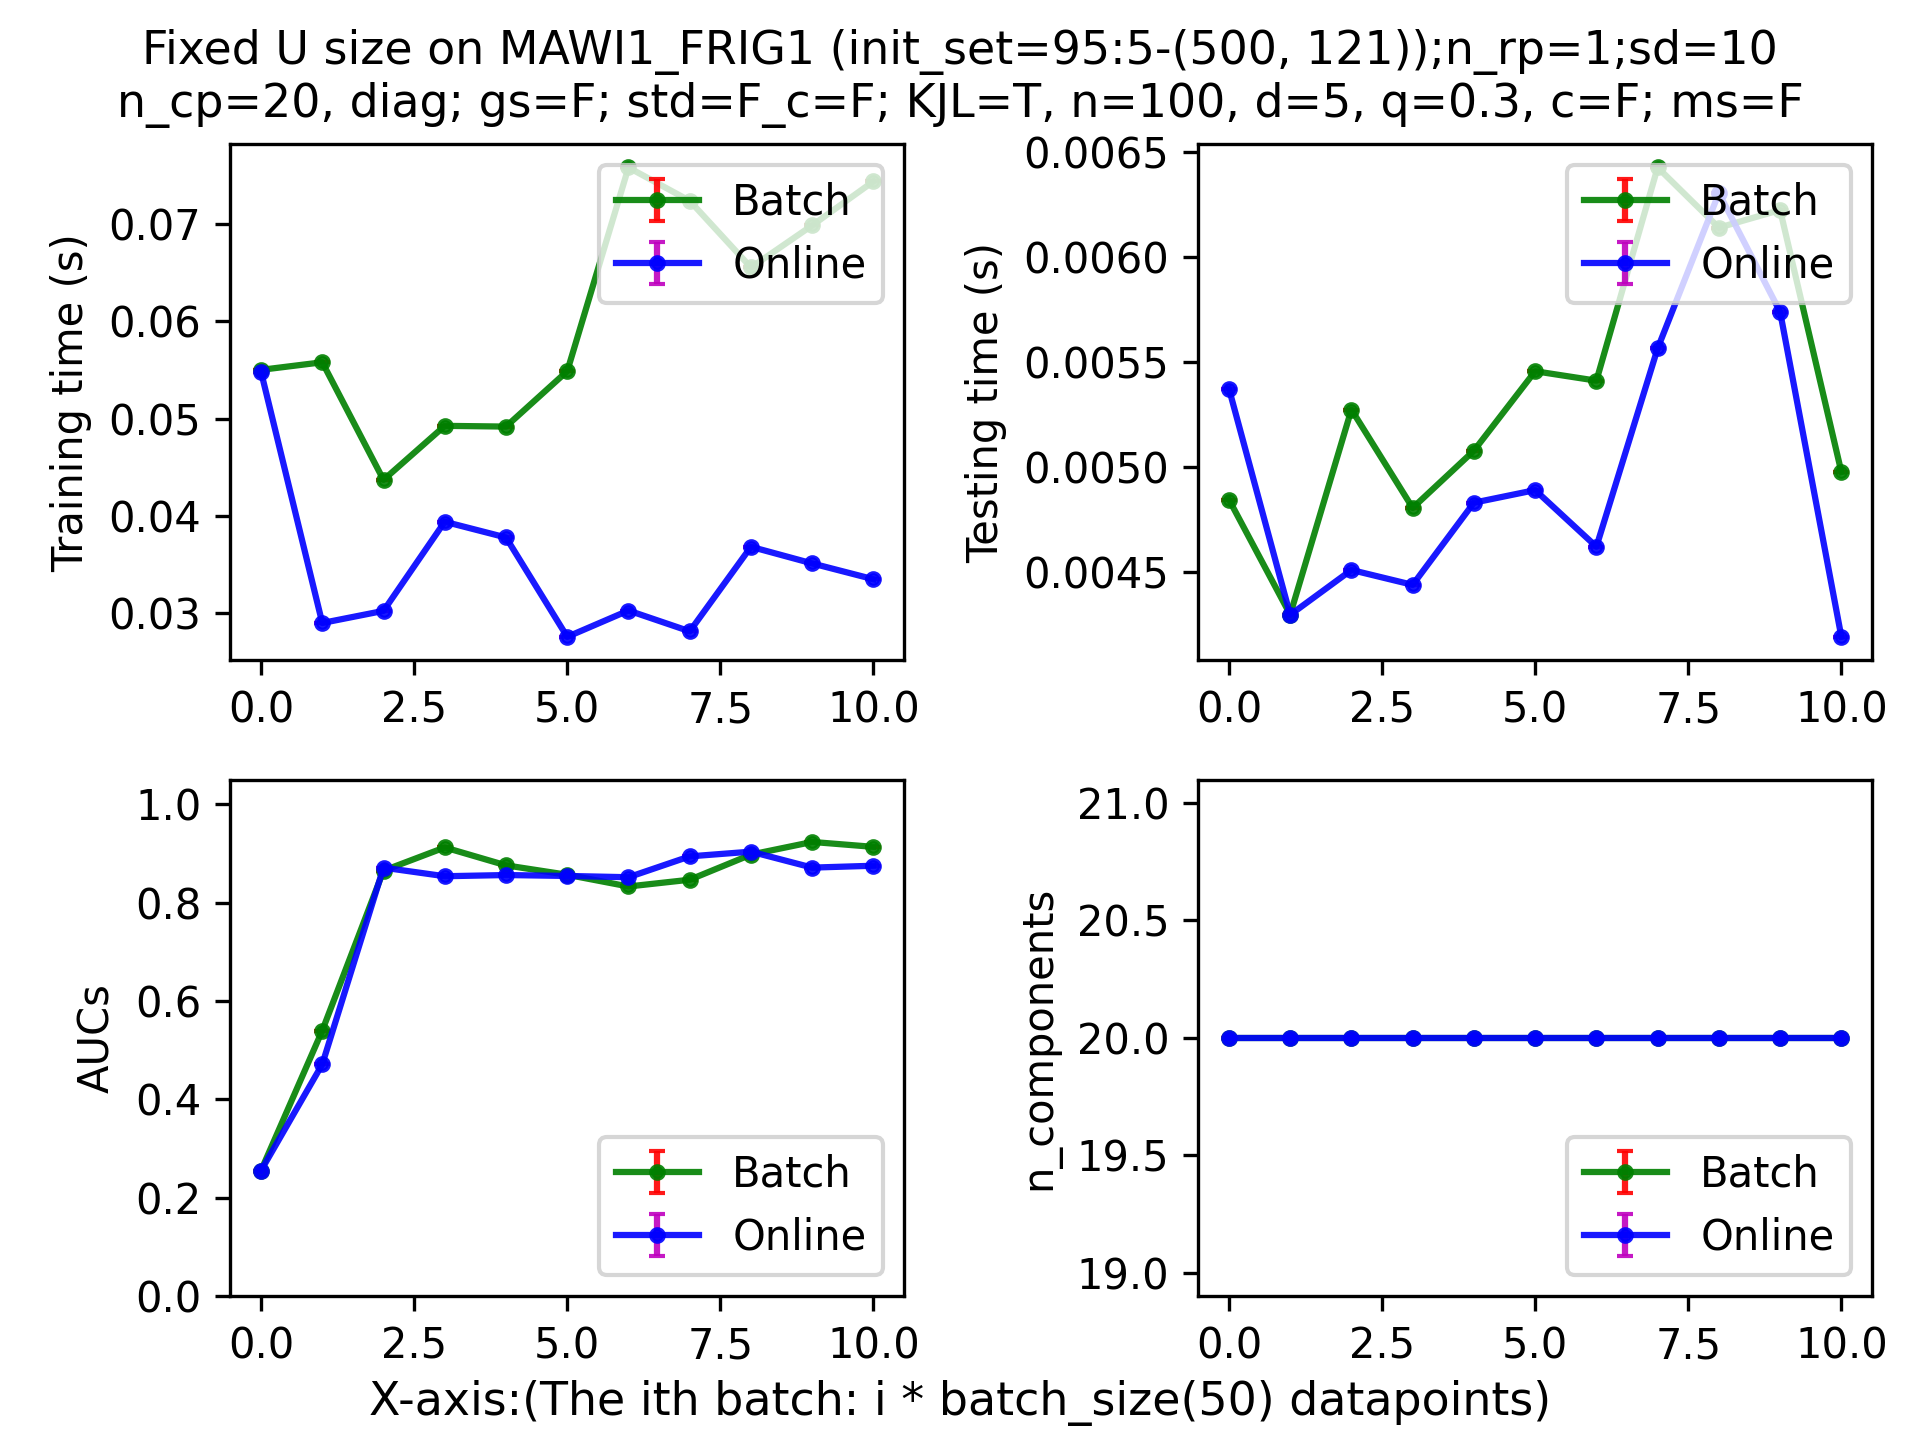 Fixed U size on MAWI1_FRIG1 (init_set=95:5-(500, 121));n_rp=1;sd=10
n_cp=20, diag; gs=F; std=F_c=F; KJL=T, n=100, d=5, q=0.3, c=F; ms=F
Training time (s)
0.07
0.06
0.05
0.04
0.03
0.0 2.5 5.0 7.5 10.0
Batch
Online
Testing time (s)
0.0065
0.0060
0.0055
0.0050
0.0045
0.0 2.5 5.0 7.5 10.0
Batch
Online
AUCs
1.0
0.8
0.6
0.4
0.2
0.0
0.0 2.5 5.0 7.5 10.0
Batch
Online
n_components
21.0
20.5
20.0
19.5
19.0
0.0 2.5 5.0 7.5 10.0
Batch
Online
X-axis:(The ith batch: i * batch_size(50) datapoints)